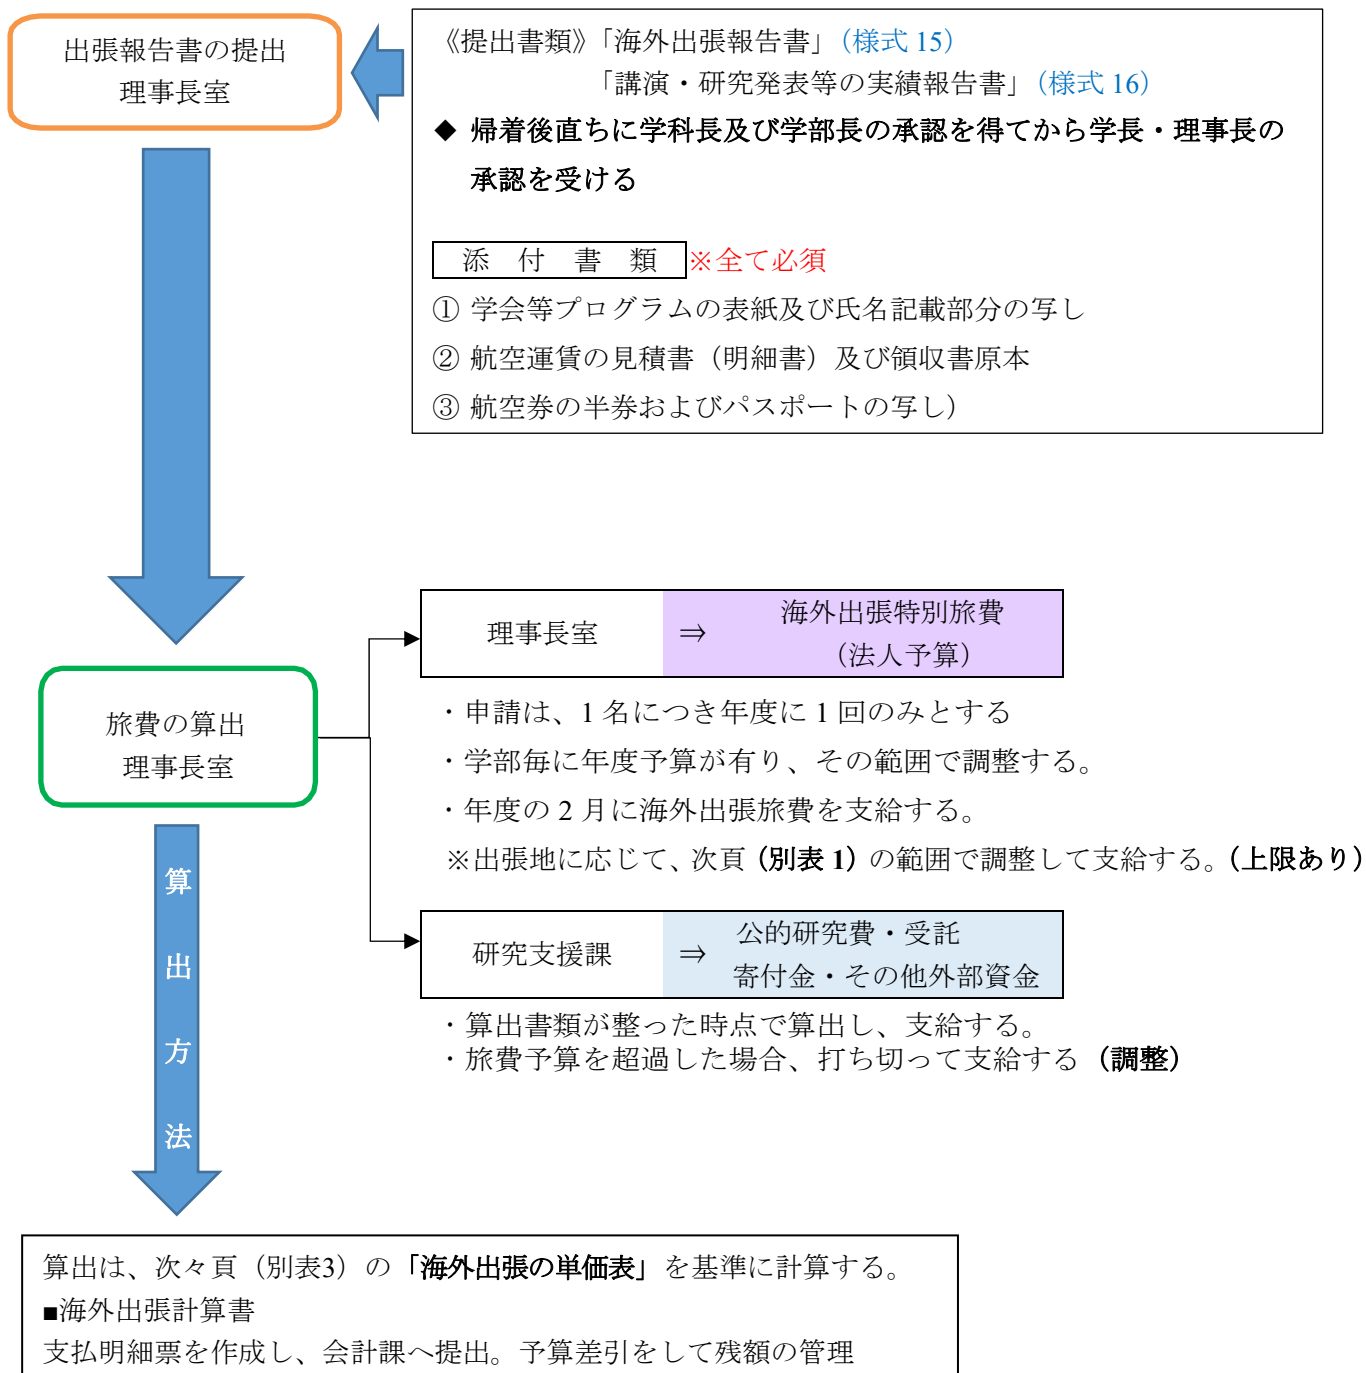 出張報告書の提出
理事長室
《提出書類》「海外出張報告書」（様式 15）
「講演・研究発表等の実績報告書」（様式 16）
◆ 帰着後直ちに学科長及び学部長の承認を得てから学長・理事長の
承認を受ける
添 付 書 類 ※全て必須
① 学会等プログラムの表紙及び氏名記載部分の写し
② 航空運賃の見積書（明細書）及び領収書原本
③ 航空券の半券およびパスポートの写し）
理事長室 ⇒ 海外出張特別旅費
（法人予算）
旅費の算出
理事長室
・申請は、1 名につき年度に 1 回のみとする
・学部毎に年度予算が有り、その範囲で調整する。
・年度の 2 月に海外出張旅費を支給する。
※出張地に応じて、次頁（別表 1）の範囲で調整して支給する。（上限あり）
研究支援課 ⇒ 公的研究費・受託
寄付金・その他外部資金
・算出書類が整った時点で算出し、支給する。
・旅費予算を超過した場合、打ち切って支給する（調整）
算
出
方
法
算出は、次々頁（別表3）の「海外出張の単価表」を基準に計算する。
■海外出張計算書
支払明細票を作成し、会計課へ提出。予算差引をして残額の管理